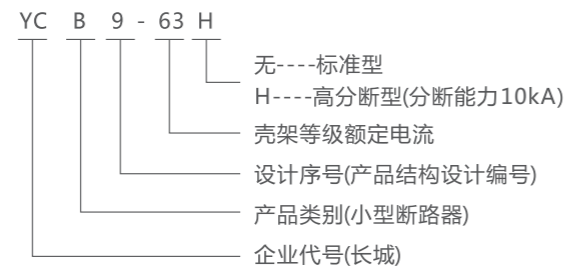 YC B 9 - 63 H
无----标准型
H----高分断型(分断能力10kA)
壳架等级额定电流
设计序号(产品结构设计编号)
产品类别(小型断路器)
企业代号(长城)